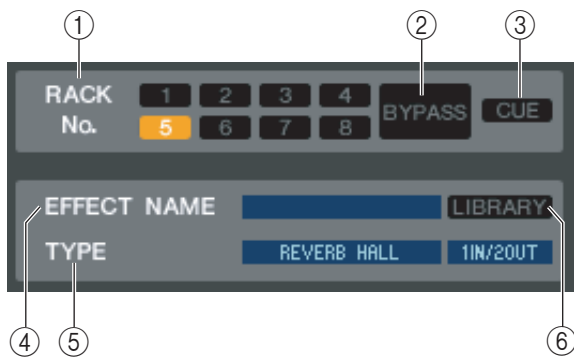 ① ② ③
RACK No. 1 2 3 4 BYPASS CUE
5 6 7 8
EFFECT NAME LIBRARY
TYPE REVERB HALL 1IN/2OUT
④ ⑤ ⑥